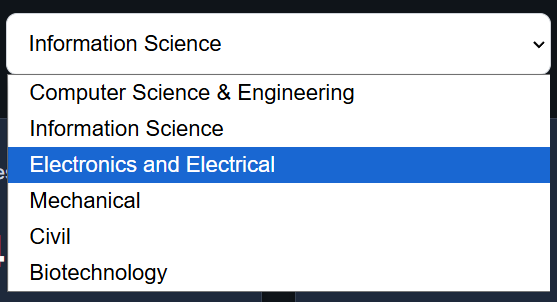 Information Science
Computer Science & Engineering
Information Science
Electronics and Electrical
Mechanical
Civil
Biotechnology